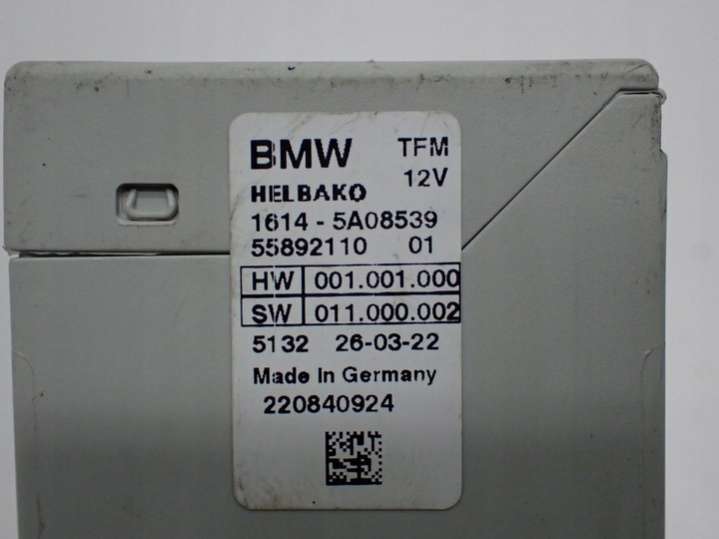 BMW TFM
12V
HELBAKO
1614 - 5A08539
55892110 01
HW 001.001.000
SW 011.000.002
5132 26-03-22
Made in Germany
220840924